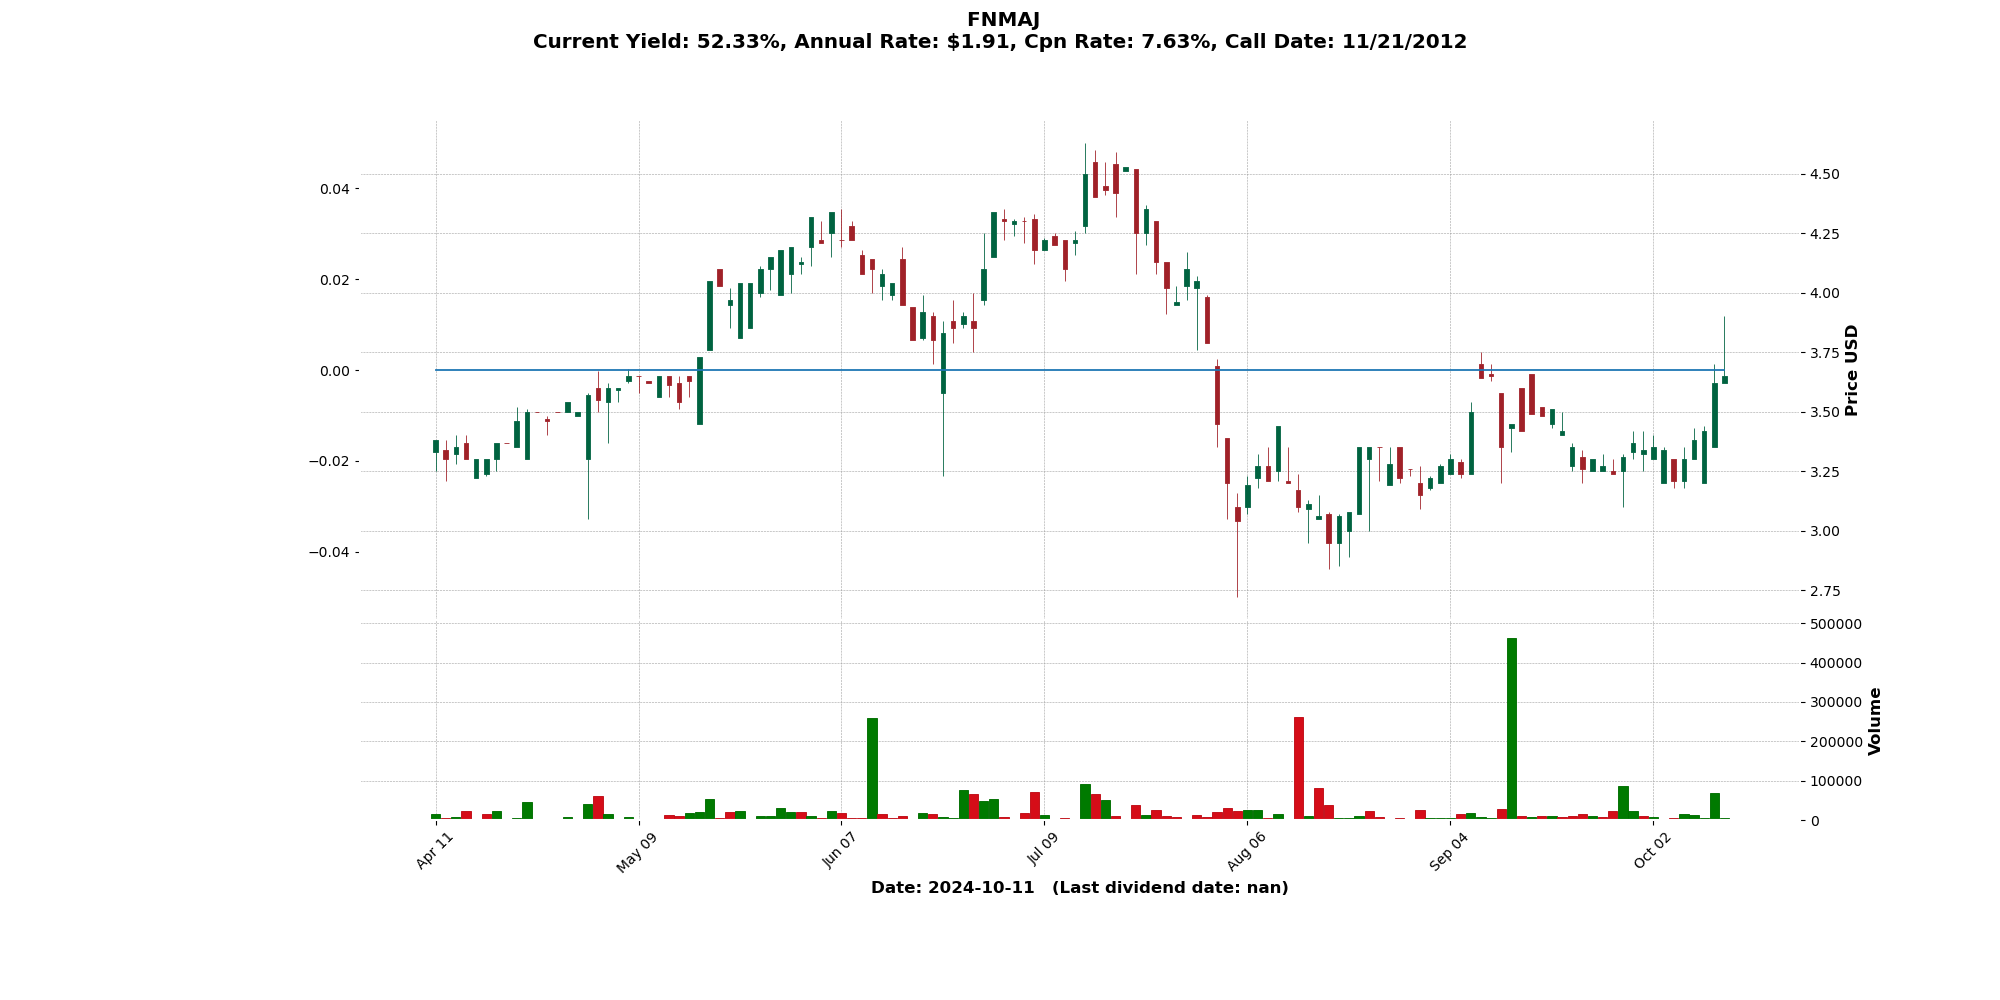 FNMAJ
Current Yield: 52.33%, Annual Rate: $1.91, Cpn Rate: 7.63%, Call Date: 11/21/2012
0.04
0.02
0.00
−0.02
−0.04
4.50
4.25
4.00
3.75
3.50
3.25
3.00
2.75
Price USD
500000
400000
300000
200000
100000
0
Volume
Apr 11
May 09
Jun 07
Jul 09
Aug 06
Sep 04
Oct 02
Date: 2024-10-11 (Last dividend date: nan)